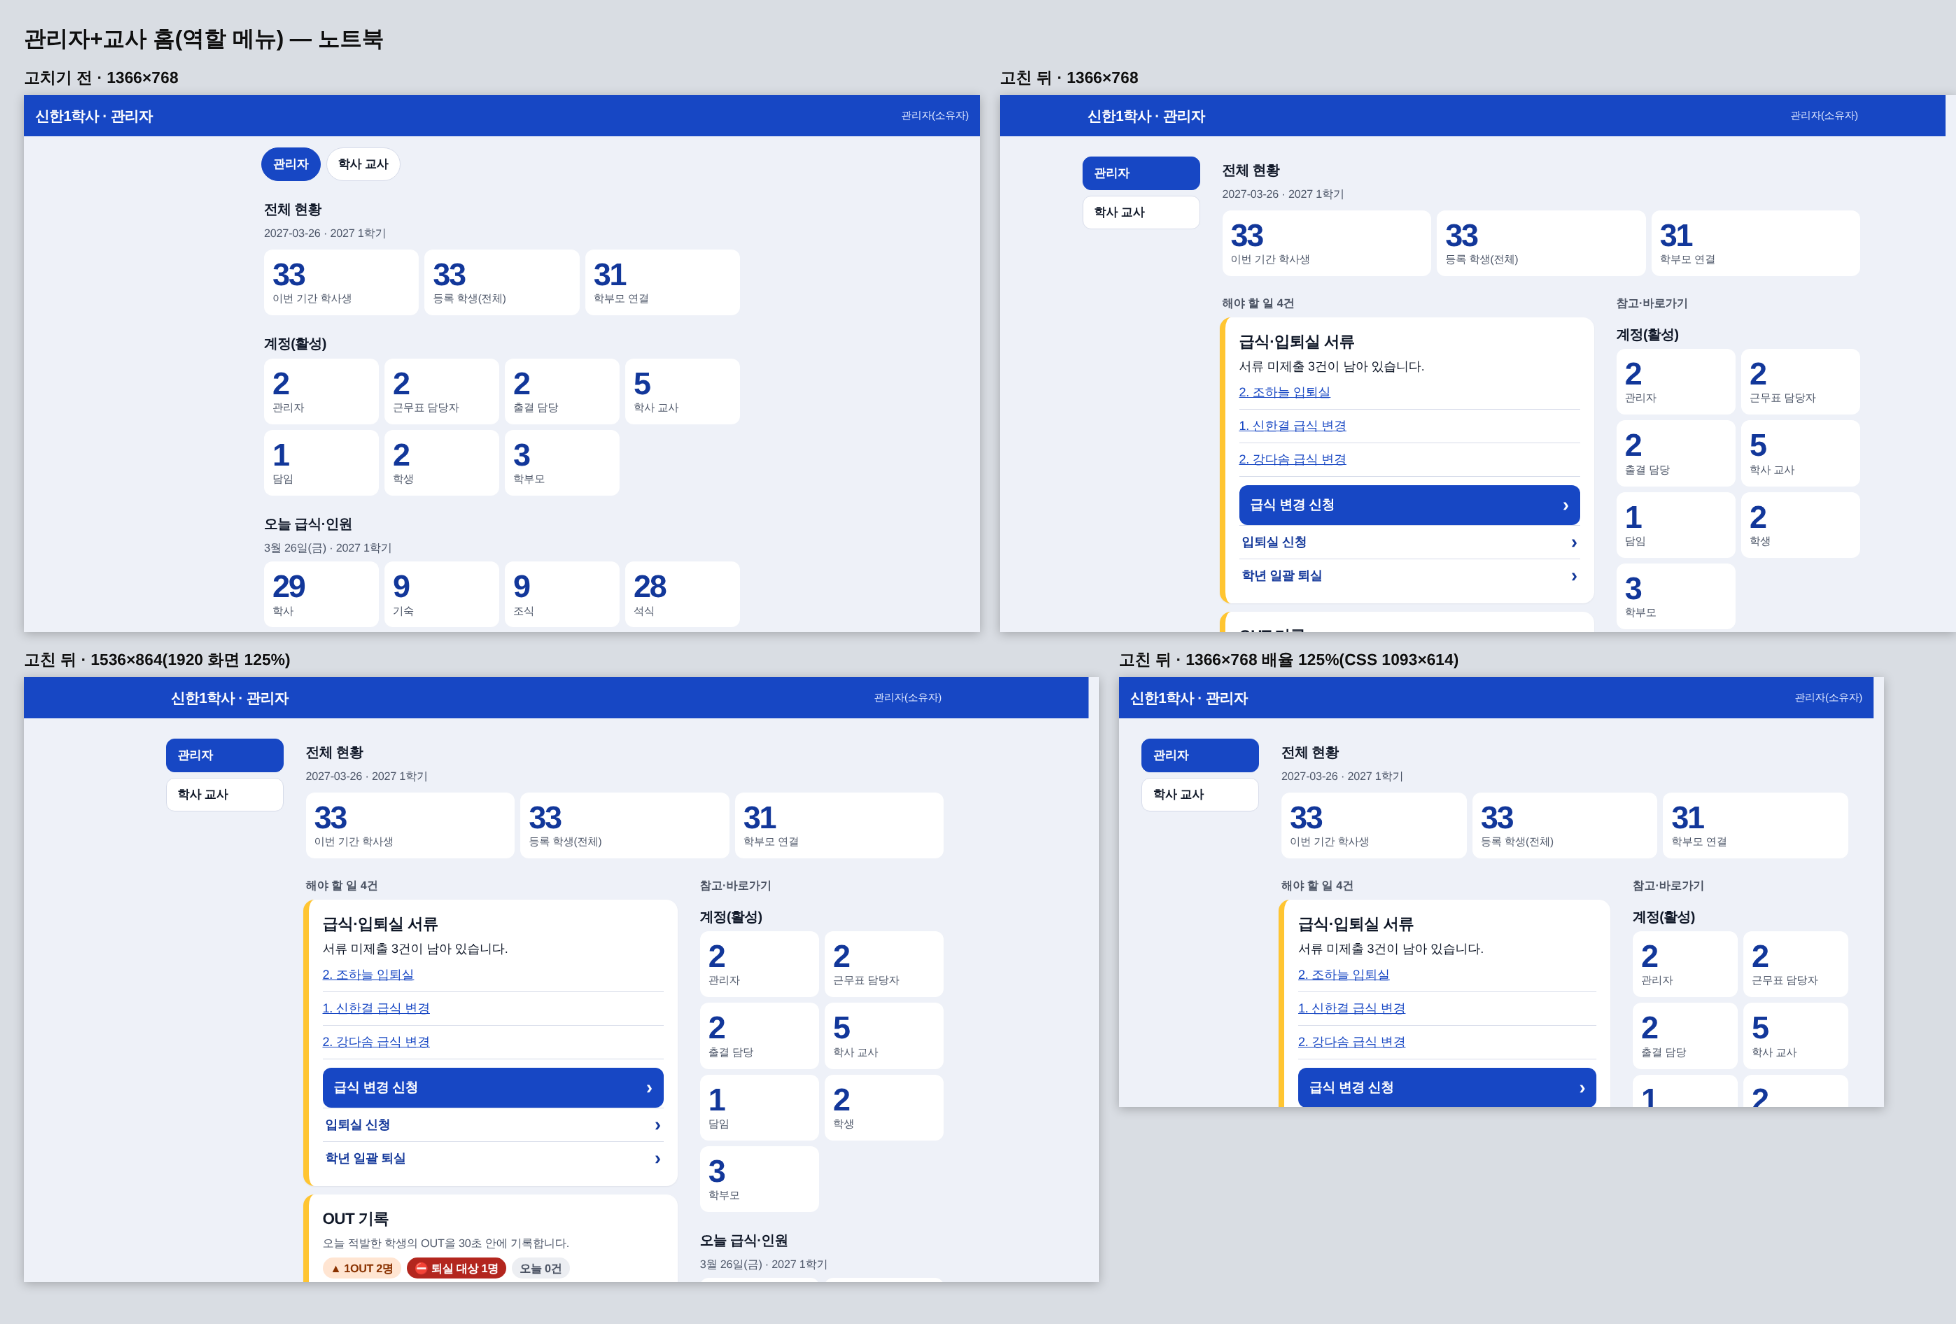 관리자+교사 홈(역할 메뉴) — 노트북
고치기 전 · 1366×768
신한1학사 · 관리자
관리자(소유자)
관리자
학사 교사
전체 현황
2027-03-26 · 2027 1학기
33
33
31
이번 기간 학사생
등록 학생(전체)
학부모 연결
계정(활성)
2
2
2
5
관리자
근무표 담당자
출결 담당
학사 교사
1
2
3
담임
학생
학부모
오늘 급식·인원
3월 26일(금) · 2027 1학기
29
9
9
28
학사
기숙
조식
석식
고친 뒤 · 1366×768
신한1학사 · 관리자
관리자(소유자)
관리자
학사 교사
전체 현황
2027-03-26 · 2027 1학기
33
33
31
이번 기간 학사생
등록 학생(전체)
학부모 연결
해야 할 일 4건
급식·입퇴실 서류
서류 미제출 3건이 남아 있습니다.
2. 조하늘 입퇴실
1. 신한결 급식 변경
2. 강다솜 급식 변경
급식 변경 신청 ›
입퇴실 신청 ›
학년 일괄 퇴실 ›
참고·바로가기
계정(활성)
2
2
관리자
근무표 담당자
2
5
출결 담당
학사 교사
1
2
담임
학생
3
학부모
고친 뒤 · 1536×864(1920 화면 125%)
신한1학사 · 관리자
관리자(소유자)
관리자
학사 교사
전체 현황
2027-03-26 · 2027 1학기
33
33
31
이번 기간 학사생
등록 학생(전체)
학부모 연결
해야 할 일 4건
급식·입퇴실 서류
서류 미제출 3건이 남아 있습니다.
2. 조하늘 입퇴실
1. 신한결 급식 변경
2. 강다솜 급식 변경
급식 변경 신청 ›
입퇴실 신청 ›
학년 일괄 퇴실 ›
OUT 기록
오늘 적발한 학생의 OUT을 30초 안에 기록합니다.
▲ 1OUT 2명
⛔ 퇴실 대상 1명
오늘 0건
참고·바로가기
계정(활성)
2
2
관리자
근무표 담당자
2
5
출결 담당
학사 교사
1
2
담임
학생
3
학부모
오늘 급식·인원
3월 26일(금) · 2027 1학기
고친 뒤 · 1366×768 배율 125%(CSS 1093×614)
신한1학사 · 관리자
관리자(소유자)
관리자
학사 교사
전체 현황
2027-03-26 · 2027 1학기
33
33
31
이번 기간 학사생
등록 학생(전체)
학부모 연결
해야 할 일 4건
급식·입퇴실 서류
서류 미제출 3건이 남아 있습니다.
2. 조하늘 입퇴실
1. 신한결 급식 변경
2. 강다솜 급식 변경
급식 변경 신청 ›
참고·바로가기
계정(활성)
2
2
관리자
근무표 담당자
2
5
출결 담당
학사 교사
1
2